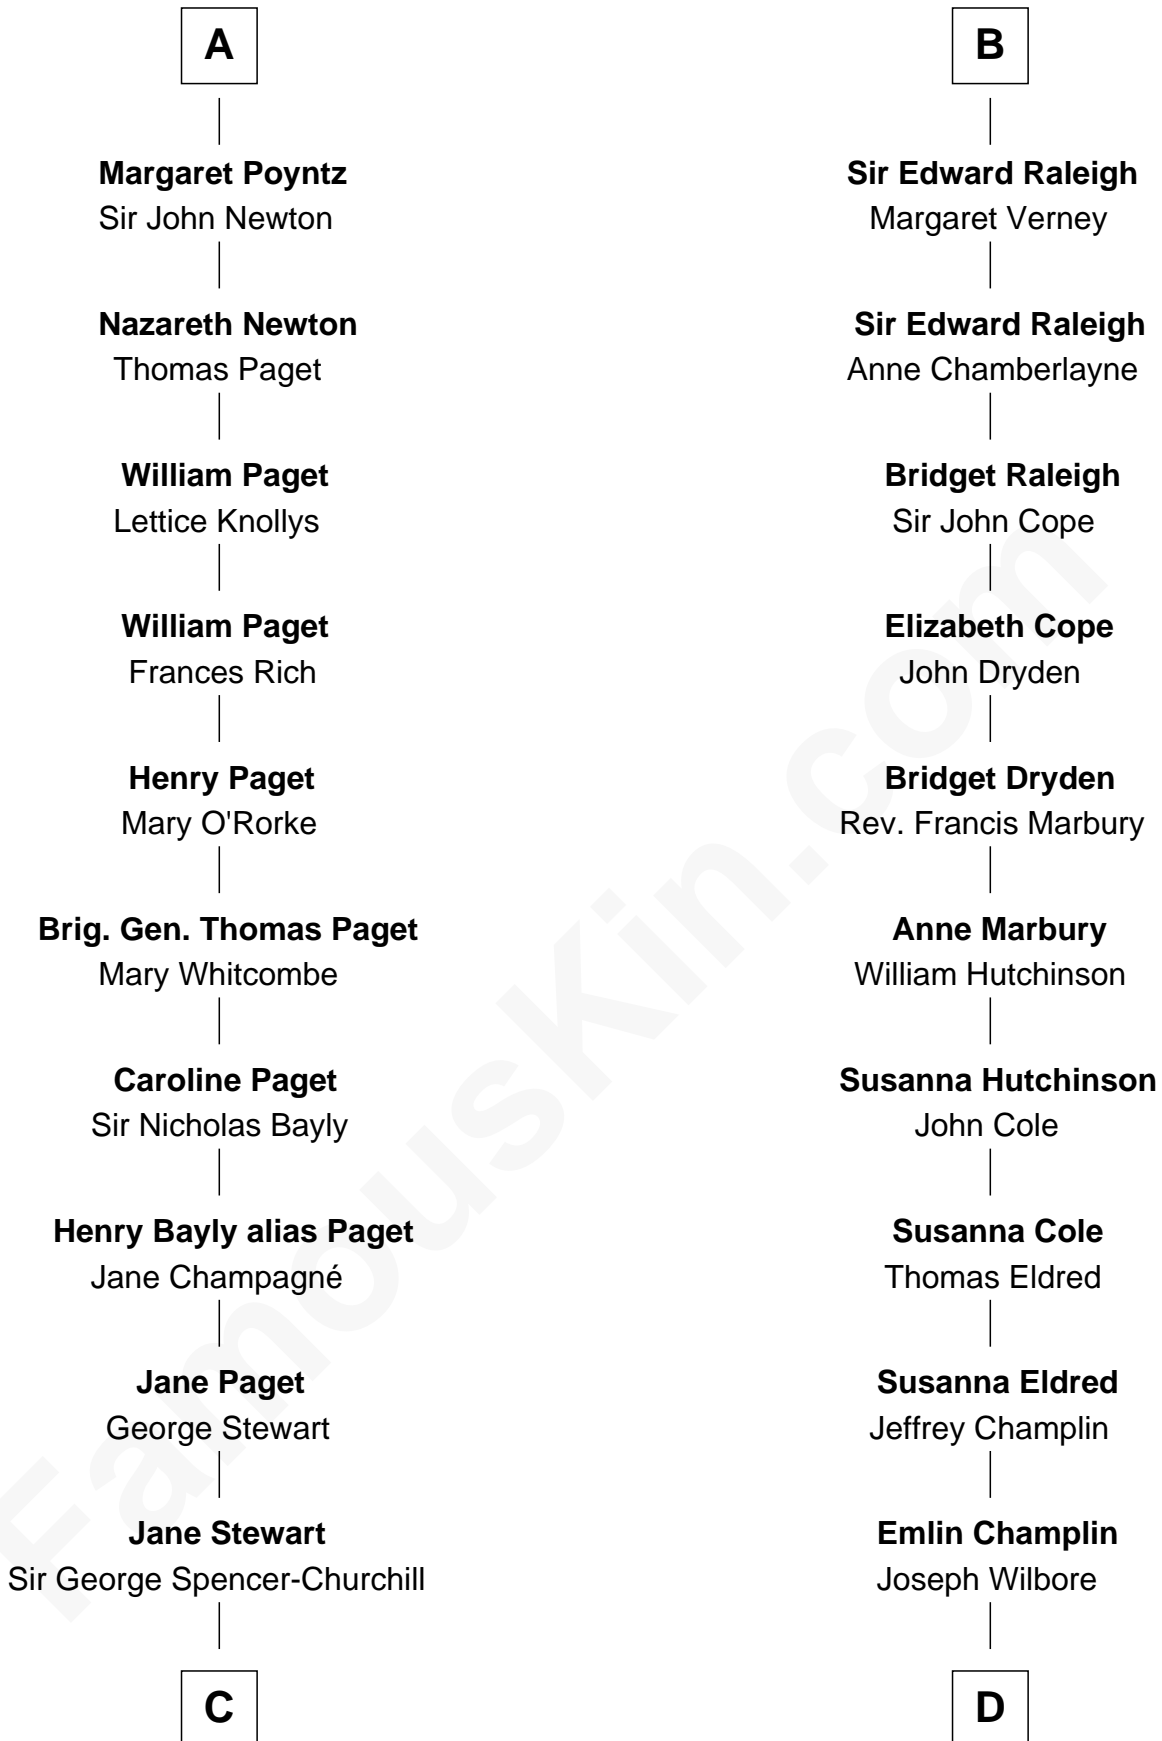 A
Margaret Poyntz
Sir John Newton
Nazareth Newton
Thomas Paget
William Paget
Lettice Knollys
William Paget
Frances Rich
Henry Paget
Mary O'Rorke
Brig. Gen. Thomas Paget
Mary Whitcombe
Caroline Paget
Sir Nicholas Bayly
Henry Bayly alias Paget
Jane Champagné
Jane Paget
George Stewart
Jane Stewart
Sir George Spencer-Churchill
C
B
Sir Edward Raleigh
Margaret Verney
Sir Edward Raleigh
Anne Chamberlayne
Bridget Raleigh
Sir John Cope
Elizabeth Cope
John Dryden
Bridget Dryden
Rev. Francis Marbury
Anne Marbury
William Hutchinson
Susanna Hutchinson
John Cole
Susanna Cole
Thomas Eldred
Susanna Eldred
Jeffrey Champlin
Emlin Champlin
Joseph Wilbore
D
FamousKin.com